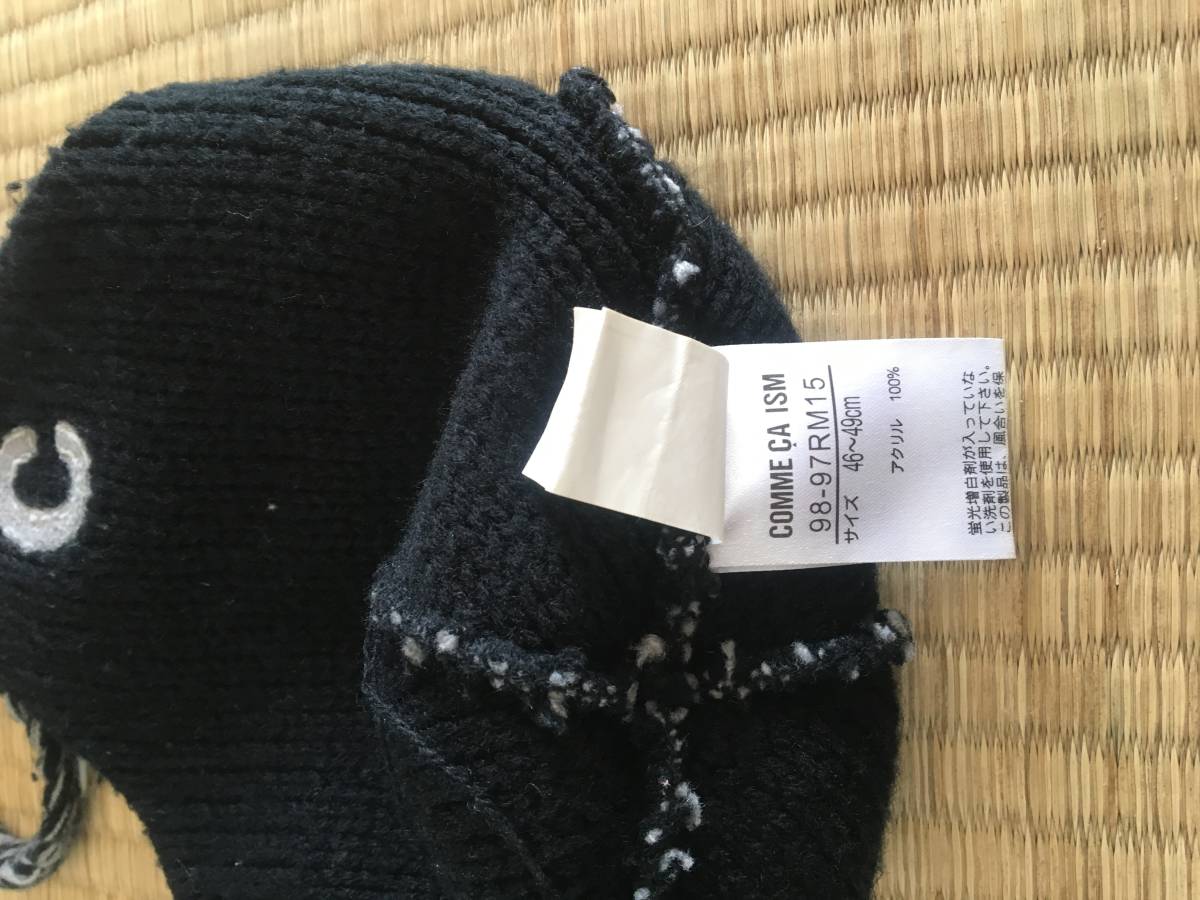 COMME ÇA ISM
98-97RM15
サイズ 46～49cm
アクリル 100%
蛍光増白剤が入っていな
い洗剤を使用して下さい。
この製品は、風合いを保
C